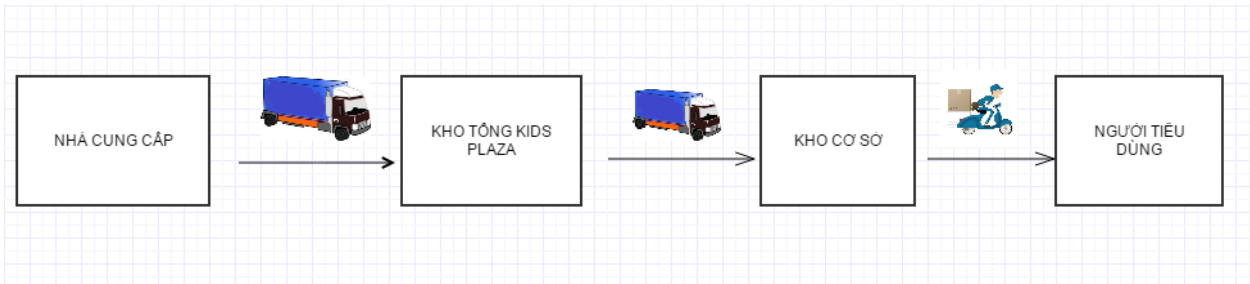 NHÀ CUNG CẤP
KHO TỔNG KIDS
PLAZA
KHO CƠ SỞ
NGƯỜI TIÊU
DÙNG